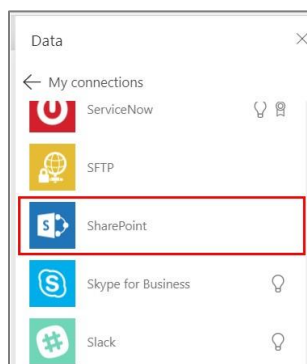 Data
My connections
ServiceNow
SFTP
SharePoint
Skype for Business
Slack